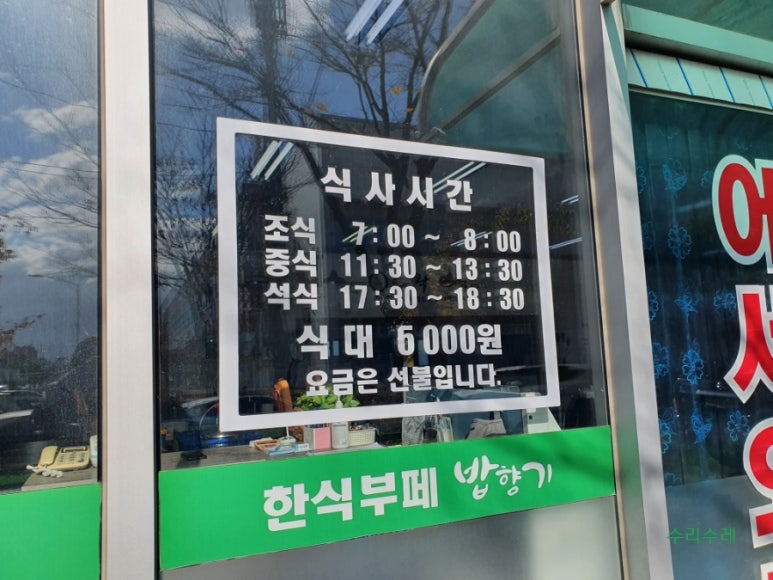 식사시간
조식 7:00 ~ 8:00
중식 11:30 ~ 13:30
석식 17:30 ~ 18:30
식대 6000원
요금은 선불입니다.
한식부페 밥향기
수리수레